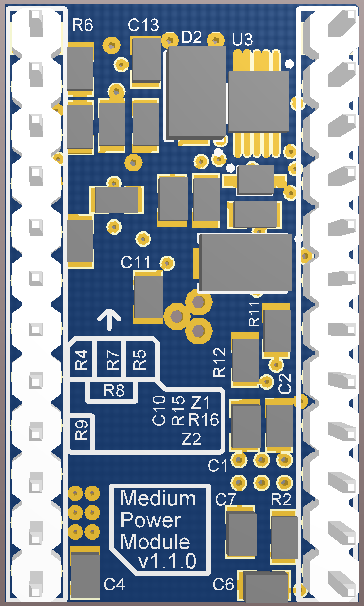 R6
C13
D2
U3
C11
R11
R12
C2
R4
R7
R5
R8
C10
R15
Z1
R16
Z2
R9
C1
C7
R2
Medium
Power
Module
v1.1.0
C4
C6